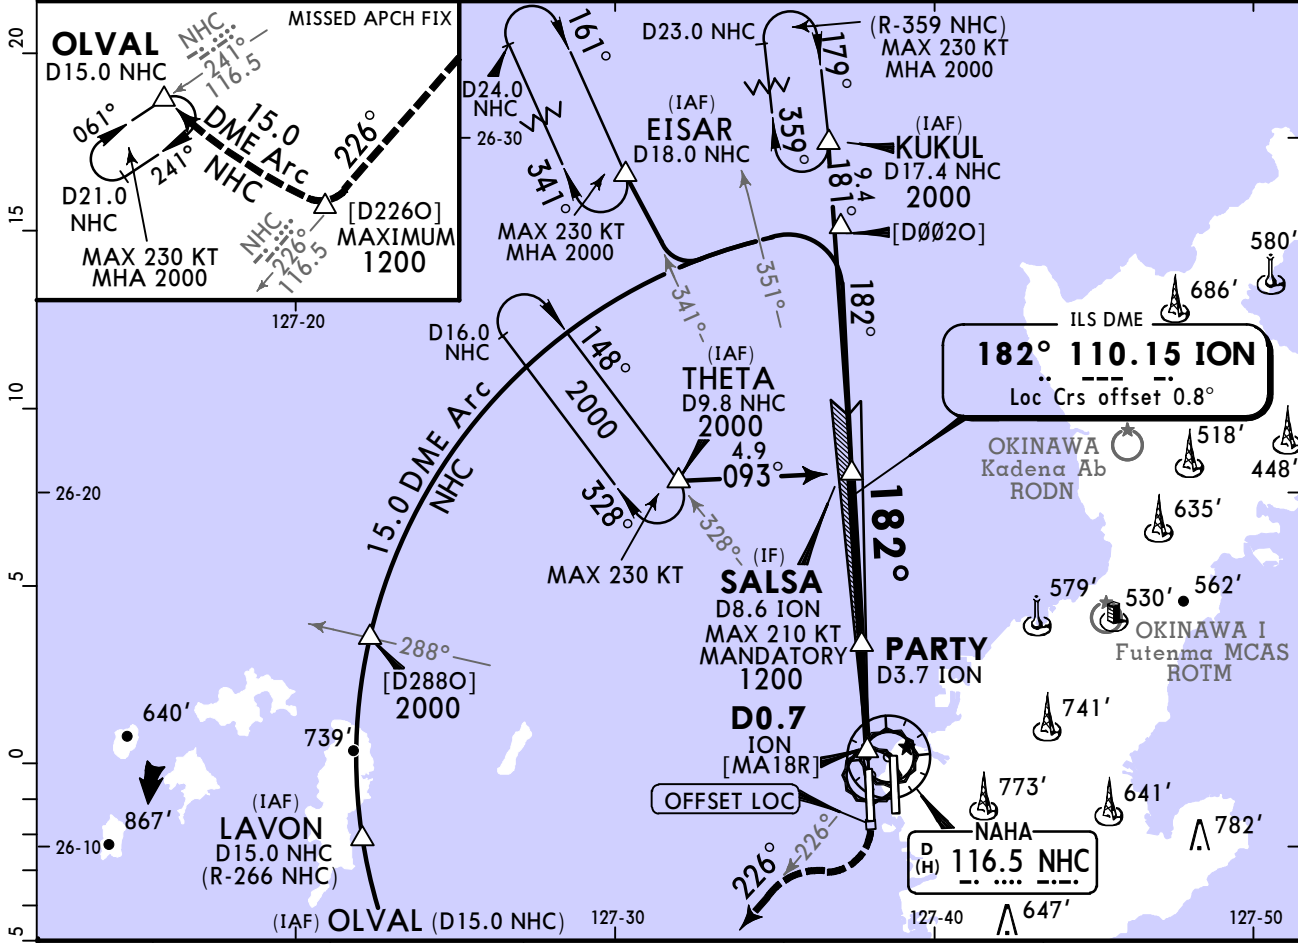 MISSED APCH FIX
OLVAL
D15.0 NHC
NHC
241°
116.5
061°
241°
D21.0
NHC
MAX 230 KT
MHA 2000
15.0
DME Arc
NHC
226°
[D226O]
MAXIMUM
1200
NHC
226°
116.5
20
15
10
5
0
5
127-20
26-30
26-20
26-10
127-30
127-40
127-50
161°
D24.0
NHC
341°
MAX 230 KT
MHA 2000
(IAF)
EISAR
D18.0 NHC
D23.0 NHC
(R-359 NHC)
MAX 230 KT
MHA 2000
179°
359°
(IAF)
KUKUL
D17.4 NHC
2000
181°
9.4
[DØØ2O]
341°
351°
182°
D16.0
NHC
148°
2000
328°
MAX 230 KT
(IAF)
THETA
D9.8 NHC
2000
4.9
093°
328°
15.0 DME Arc
NHC
ILS DME
182° 110.15 ION
Loc Crs offset 0.8°
182°
(IF)
SALSA
D8.6 ION
MAX 210 KT
MANDATORY
1200
PARTY
D3.7 ION
D0.7
ION
[MA18R]
OFFSET LOC
226°
226°
288°
[D288O]
2000
640'
867'
739'
(IAF)
LAVON
D15.0 NHC
(R-266 NHC)
(IAF) OLVAL (D15.0 NHC)
NAHA
D
(H)
116.5 NHC
580'
686'
518'
448'
OKINAWA
Kadena Ab
RODN
635'
579'
530'
562'
OKINAWA I
Futenma MCAS
ROTM
741'
773'
641'
782'
647'